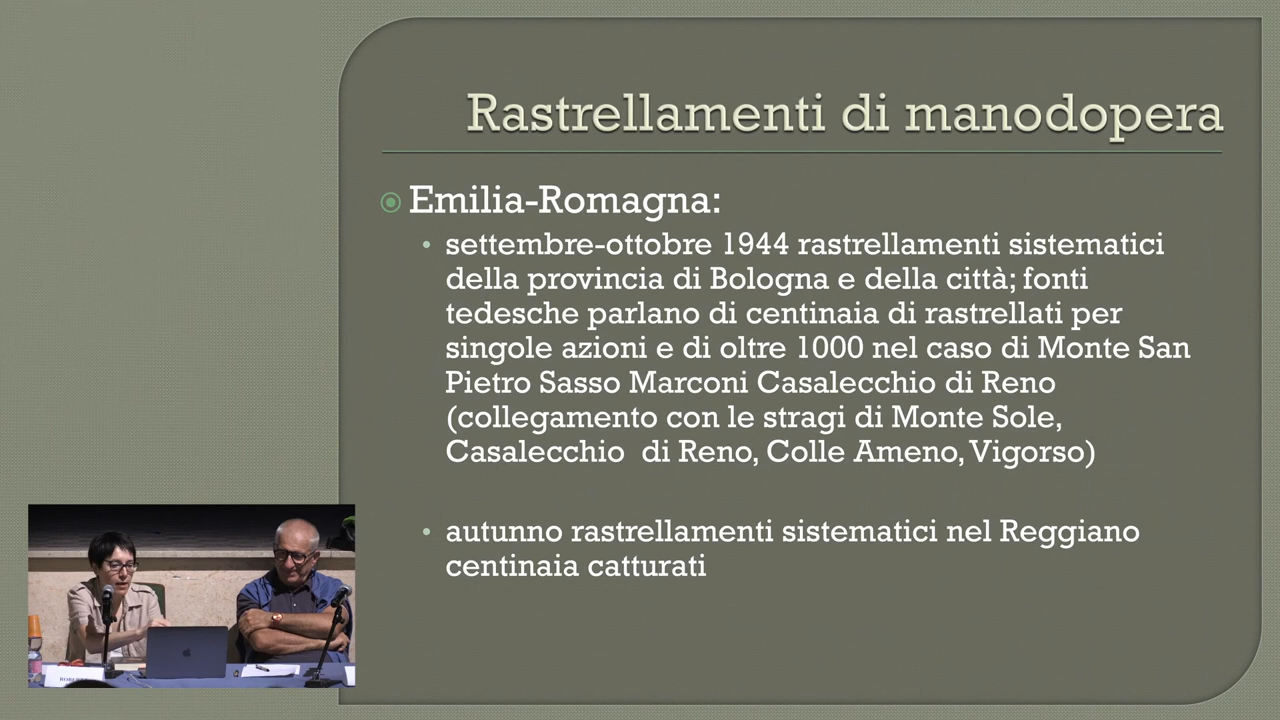 Rastrellamenti di manodopera
Emilia-Romagna:
settembre-ottobre 1944 rastrellamenti sistematici
della provincia di Bologna e della città; fonti
tedesche parlano di centinaia di rastrellati per
singole azioni e di oltre 1000 nel caso di Monte San
Pietro Sasso Marconi Casalecchio di Reno
(collegamento con le stragi di Monte Sole,
Casalecchio di Reno, Colle Ameno, Vigorso)
autunno rastrellamenti sistematici nel Reggiano
centinaia catturati